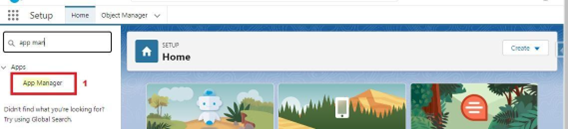 Setup Home Object Manager
app man
SETUP
Home
Create
Apps
App Manager 1
Didn't find what you're looking for?
Try using Global Search.